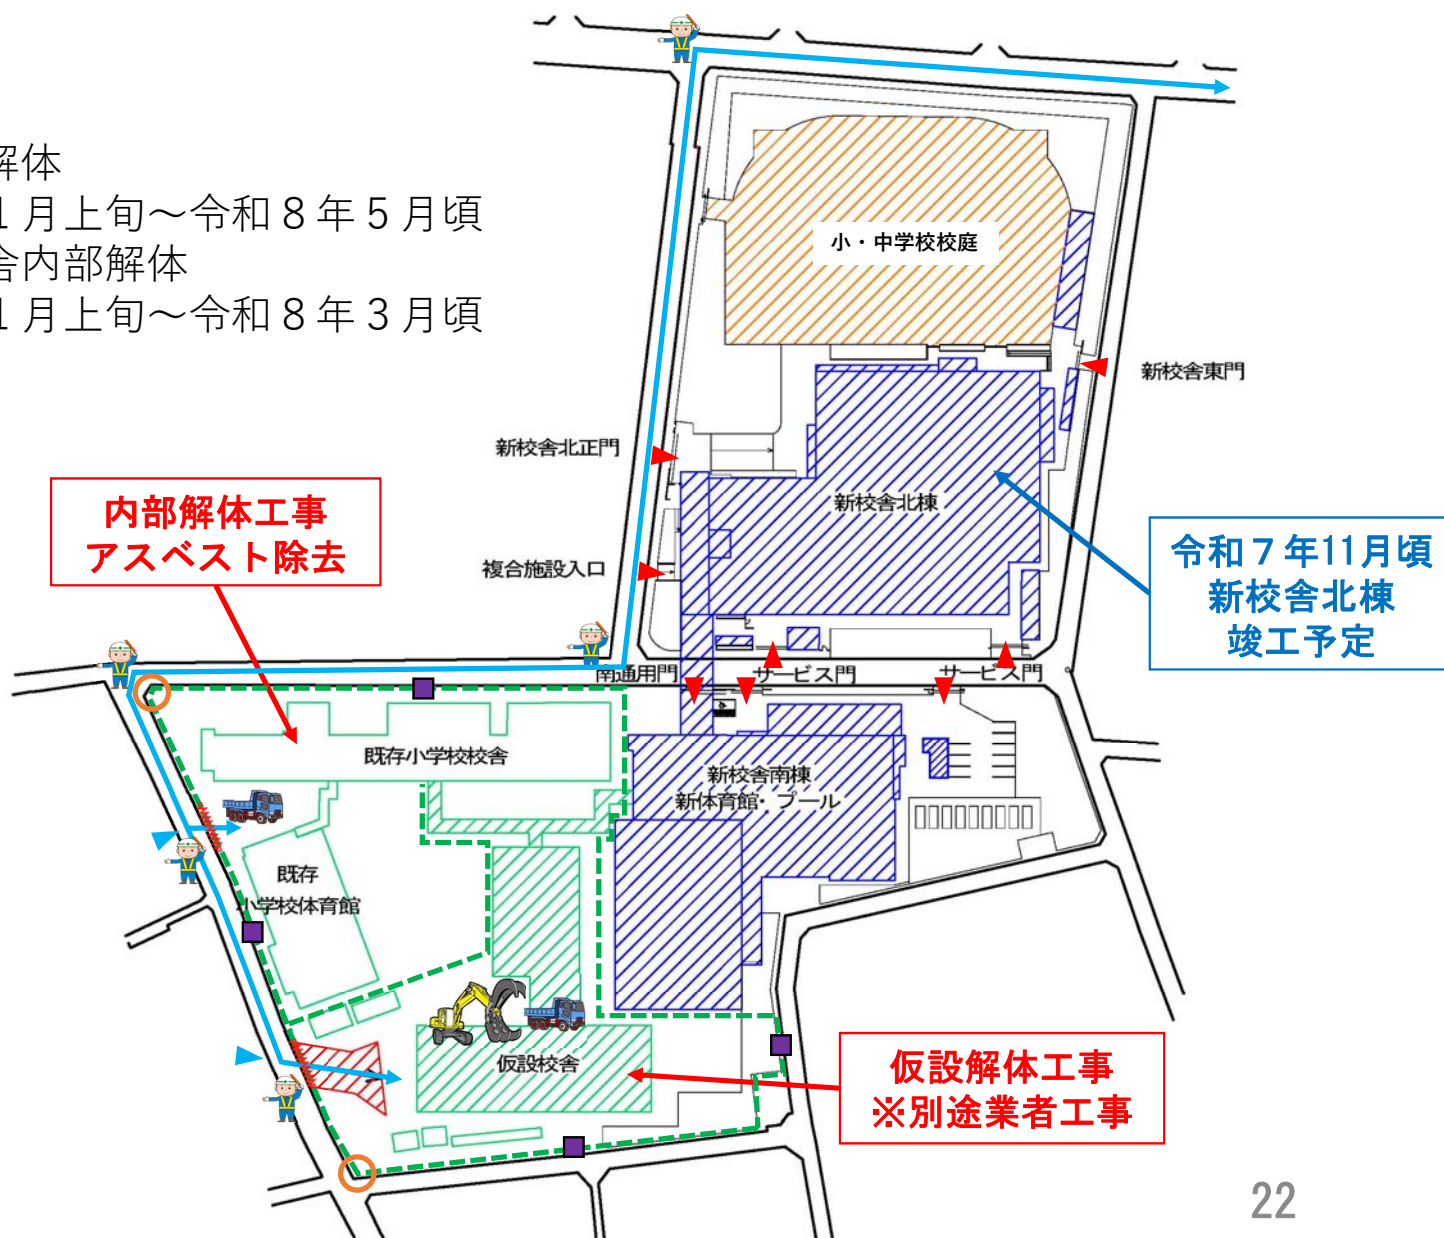 解体
１月上旬～令和８年５月頃
舎内部解体
１月上旬～令和８年３月頃
小・中学校校庭
新校舎東門
新校舎北正門
新校舎北棟
内部解体工事
アスベスト除去
複合施設入口
令和７年11月頃
新校舎北棟
竣工予定
南通用門
サービス門
サービス門
既存小学校校舎
新校舎南棟
新体育館・プール
既存
小学校体育館
仮設校舎
仮設解体工事
※別途業者工事
22